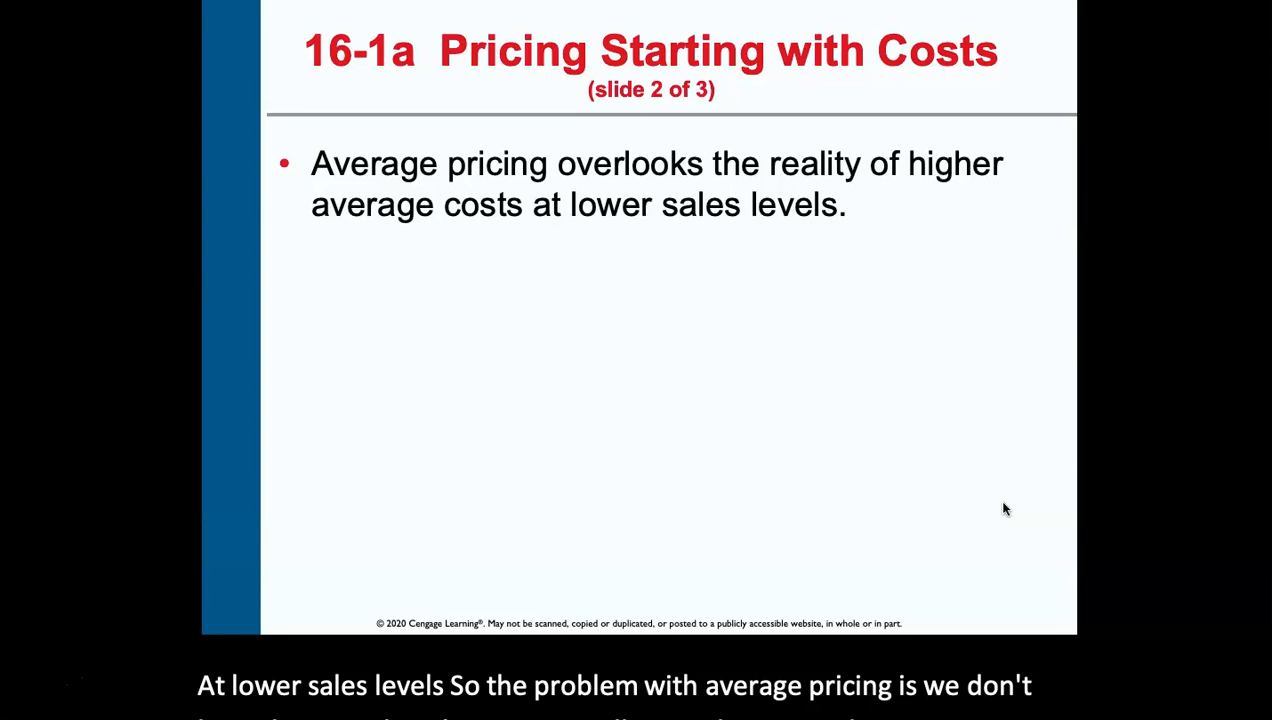 16-1a Pricing Starting with Costs
(slide 2 of 3)
• Average pricing overlooks the reality of higher
average costs at lower sales levels.
© 2020 Cengage Learning®. May not be scanned, copied or duplicated, or posted to a publicly accessible website, in whole or in part.
At lower sales levels So the problem with average pricing is we don't